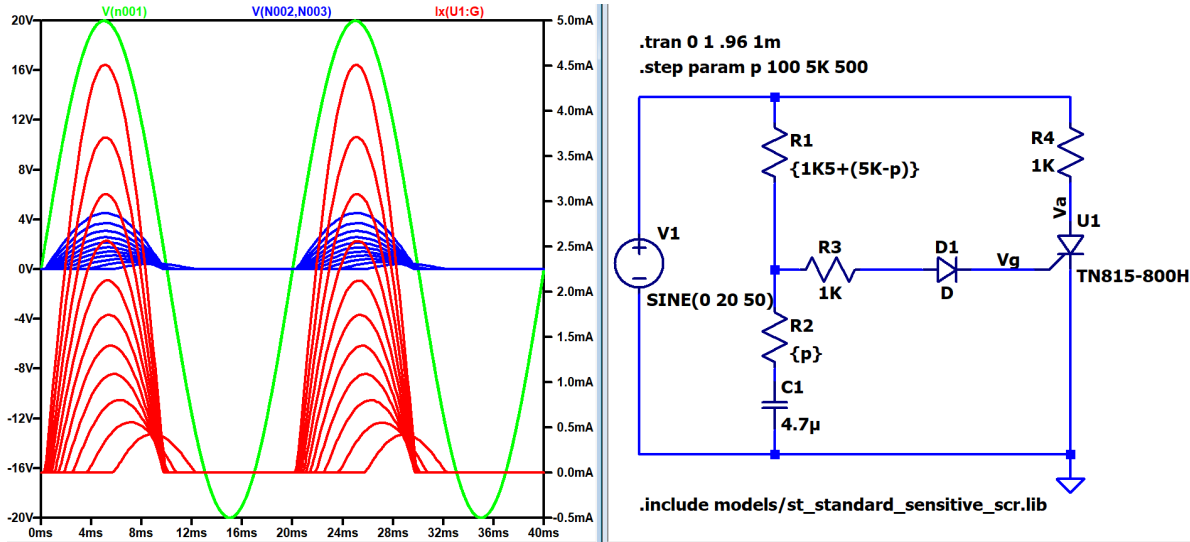 V(n001) V(N002,N003) Ix(U1:G)
20V
16V
12V
8V
4V
0V
-4V
-8V
-12V
-16V
-20V
5.0mA
4.5mA
4.0mA
3.5mA
3.0mA
2.5mA
2.0mA
1.5mA
1.0mA
0.5mA
0.0mA
-0.5mA
0ms 4ms 8ms 12ms 16ms 20ms 24ms 28ms 32ms 36ms 40ms
.tran 0 1 .96 1m
.step param p 100 5K 500
R1
{1K5+(5K-p)}
R4
1K
Va
U1
TN815-800H
V1
SINE(0 20 50)
R3
1K
D1
D
Vg
R2
{p}
C1
4.7µ
.include models/st_standard_sensitive_scr.lib